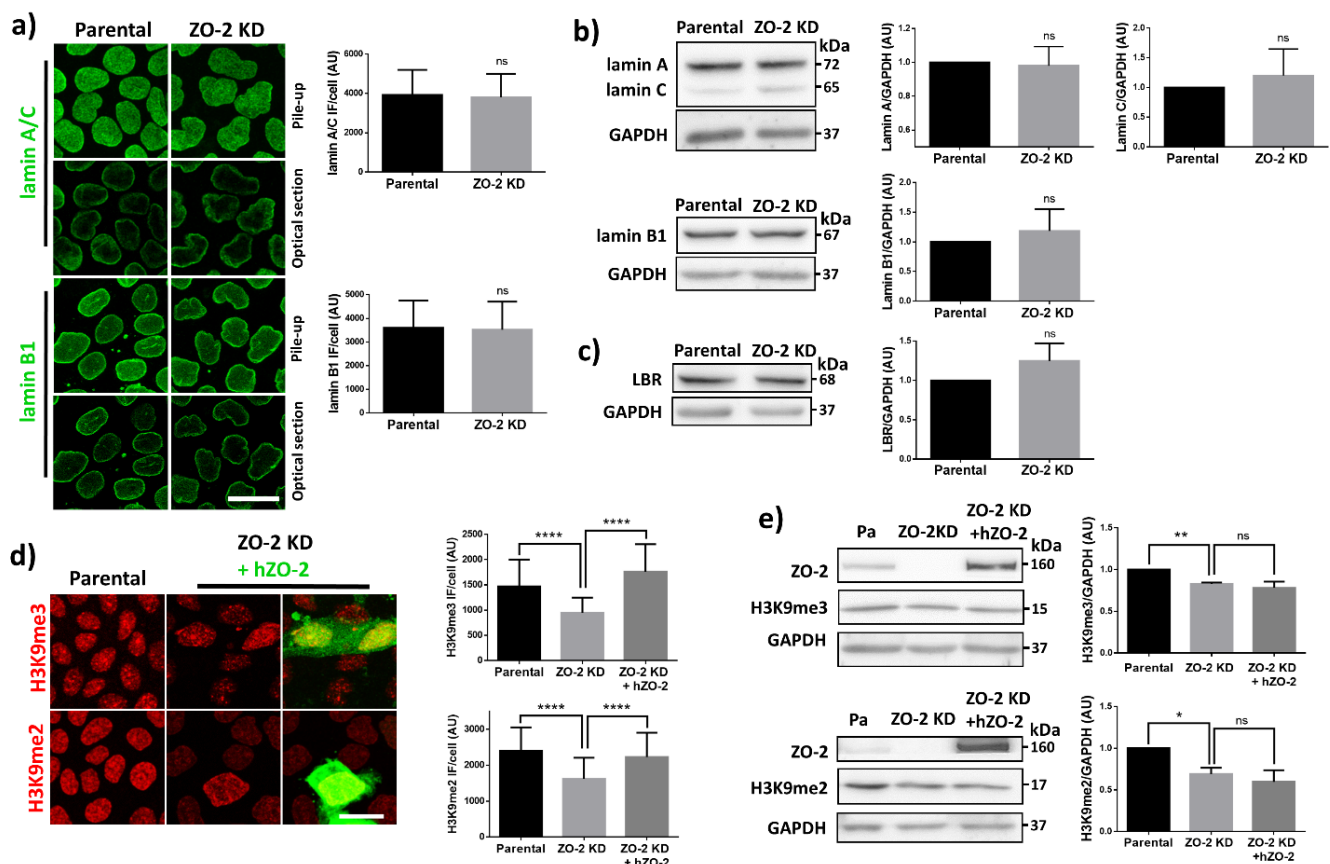 a)
Parental ZO-2 KD
lamin A/C
Pile-up
Optical section
lamin B1
Pile-up
Optical section
lamin A/C IF/cell (AU)
6000
4000
2000
0
ns
Parental ZO-2 KD
lamin B1 IF/cell (AU)
5000
4000
3000
2000
1000
0
ns
Parental ZO-2 KD
b)
Parental ZO-2 KD
kDa
lamin A 72
lamin C 65
GAPDH 37
Lamin A/GAPDH (AU)
1.2
1.0
0.8
0.6
ns
Parental ZO-2 KD
Lamin C/GAPDH (AU)
2.0
1.5
1.0
0.5
0.0
ns
Parental ZO-2 KD
Parental ZO-2 KD
kDa
lamin B1 67
GAPDH 37
Lamin B1/GAPDH (AU)
2.0
1.5
1.0
0.5
0.0
ns
Parental ZO-2 KD
c)
Parental ZO-2 KD
kDa
LBR 68
GAPDH 37
LBR/GAPDH (AU)
2.0
1.5
1.0
0.5
0.0
ns
Parental ZO-2 KD
d)
ZO-2 KD
Parental + hZO-2
H3K9me3
H3K9me2
H3K9me3 IF/cell (AU)
2500
2000
1500
1000
500
0
**** ****
Parental ZO-2 KD ZO-2 KD
+ hZO-2
H3K9me2 IF/cell (AU)
4000
3000
2000
1000
0
**** ****
Parental ZO-2 KD ZO-2 KD
+ hZO-2
e)
ZO-2 KD
Pa ZO-2KD +hZO-2
kDa
ZO-2 160
H3K9me3 15
GAPDH 37
H3K9me3/GAPDH (AU)
1.5
1.0
0.5
0.0
** ns
Parental ZO-2 KD ZO-2 KD
+ hZO-2
ZO-2 KD
Pa ZO-2 KD +hZO-2
kDa
ZO-2 160
H3K9me2 17
GAPDH 37
H3K9me2/GAPDH (AU)
1.5
1.0
0.5
0.0
* ns
Parental ZO-2 KD ZO-2 KD
+hZO-2